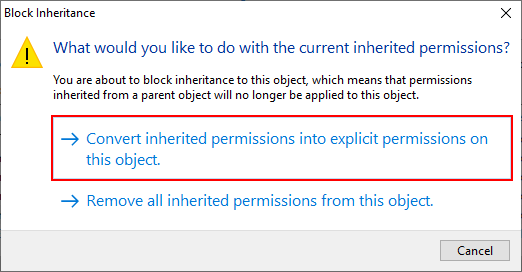 Block Inheritance
What would you like to do with the current inherited permissions?
You are about to block inheritance to this object, which means that permissions
inherited from a parent object will no longer be applied to this object.
Convert inherited permissions into explicit permissions on
this object.
Remove all inherited permissions from this object.
Cancel